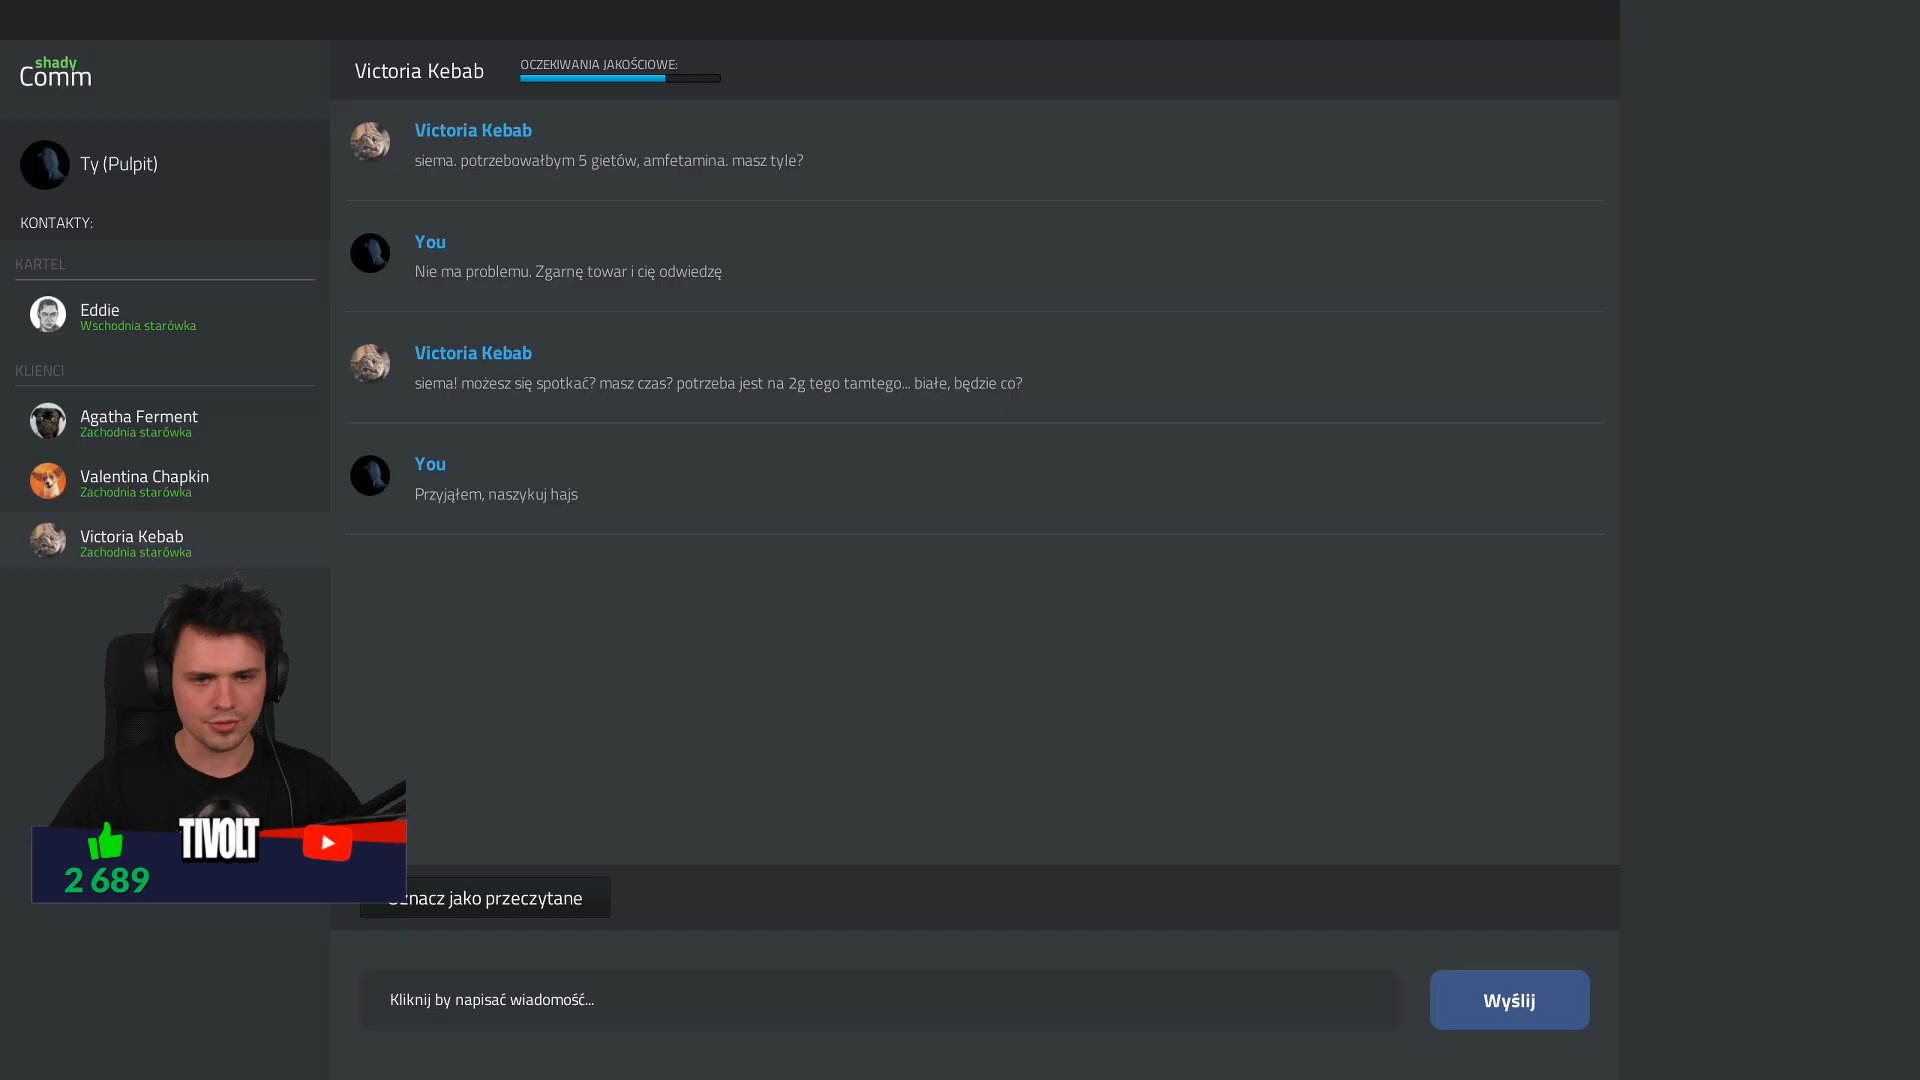 shady
Comm
Ty (Pulpit)
KONTAKTY:
KARTEL
Eddie
Wschodnia starówka
KLIENCI
Agatha Ferment
Zachodnia starówka
Valentina Chapkin
Zachodnia starówka
Victoria Kebab
Zachodnia starówka
Victoria Kebab
OCZEKIWANIA JAKOŚCIOWE:
Victoria Kebab
siema. potrzebowałbym 5 gietów, amfetamina. masz tyle?
You
Nie ma problemu. Zgarnę towar i cię odwiedzę
Victoria Kebab
siema! możesz się spotkać? masz czas? potrzeba jest na 2g tego tamtego... białe, będzie co?
You
Przyjąłem, naszykuj hajs
TIVOLT
2 689
Oznacz jako przeczytane
Kliknij by napisać wiadomość...
Wyślij